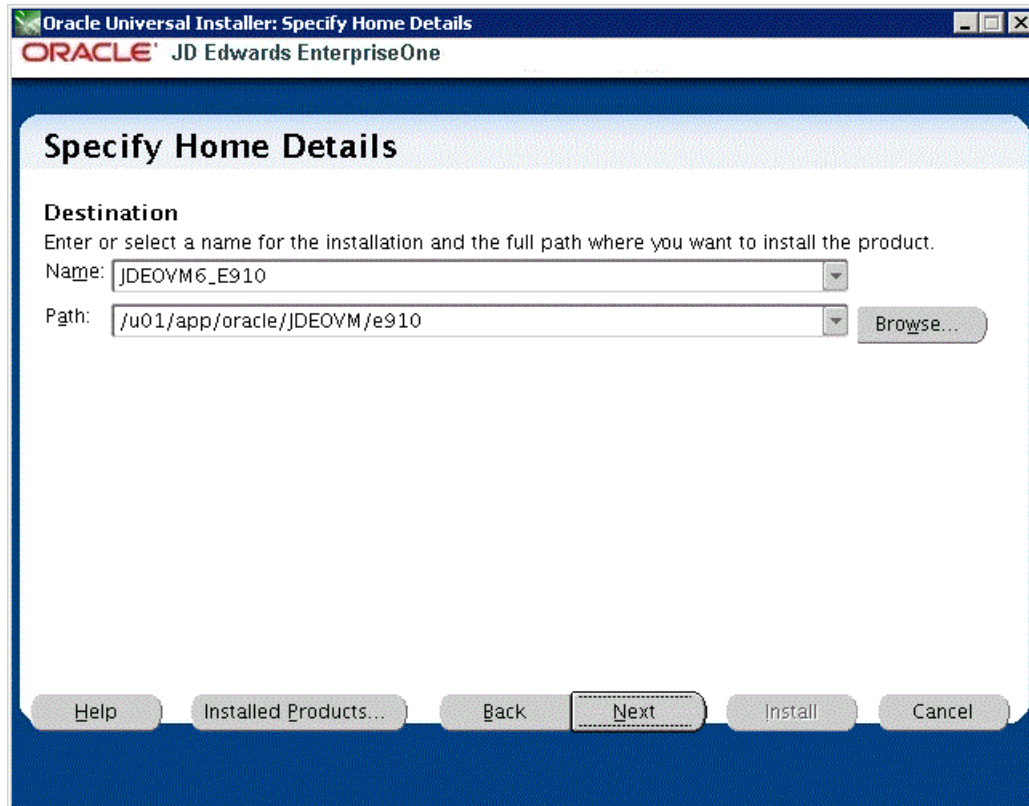 Oracle Universal Installer: Specify Home Details
ORACLE JD Edwards EnterpriseOne
Specify Home Details
Destination
Enter or select a name for the installation and the full path where you want to install the product.
Name: JDEOVM6_E910
Path: /u01/app/oracle/JDEOVM/e910 Browse...
Help Installed Products... Back Next Install Cancel